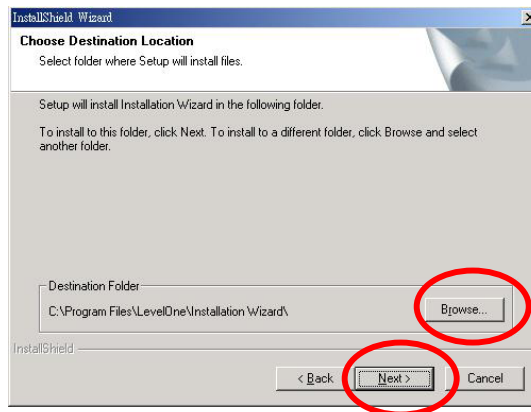 InstallShield Wizard
Choose Destination Location
Select folder where Setup will install files.
Setup will install Installation Wizard in the following folder.
To install to this folder, click Next. To install to a different folder, click Browse and select
another folder.
Destination Folder
C:\Program Files\LevelOne\Installation Wizard\
Browse...
InstallShield
< Back
Next >
Cancel